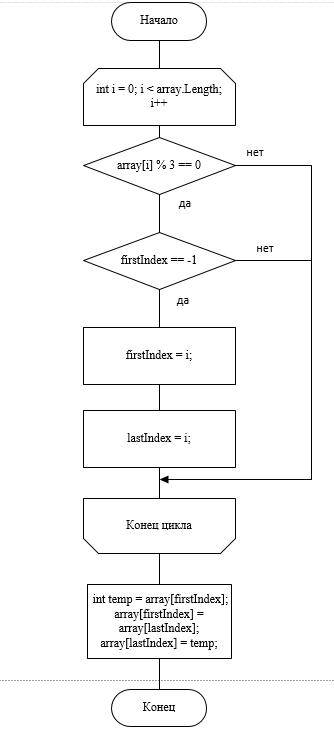 Начало
int i = 0; i < array.Length;
i++
array[i] % 3 == 0
нет
да
firstIndex == -1
нет
да
firstIndex = i;
lastIndex = i;
Конец цикла
int temp = array[firstIndex];
array[firstIndex] =
array[lastIndex];
array[lastIndex] = temp;
Конец